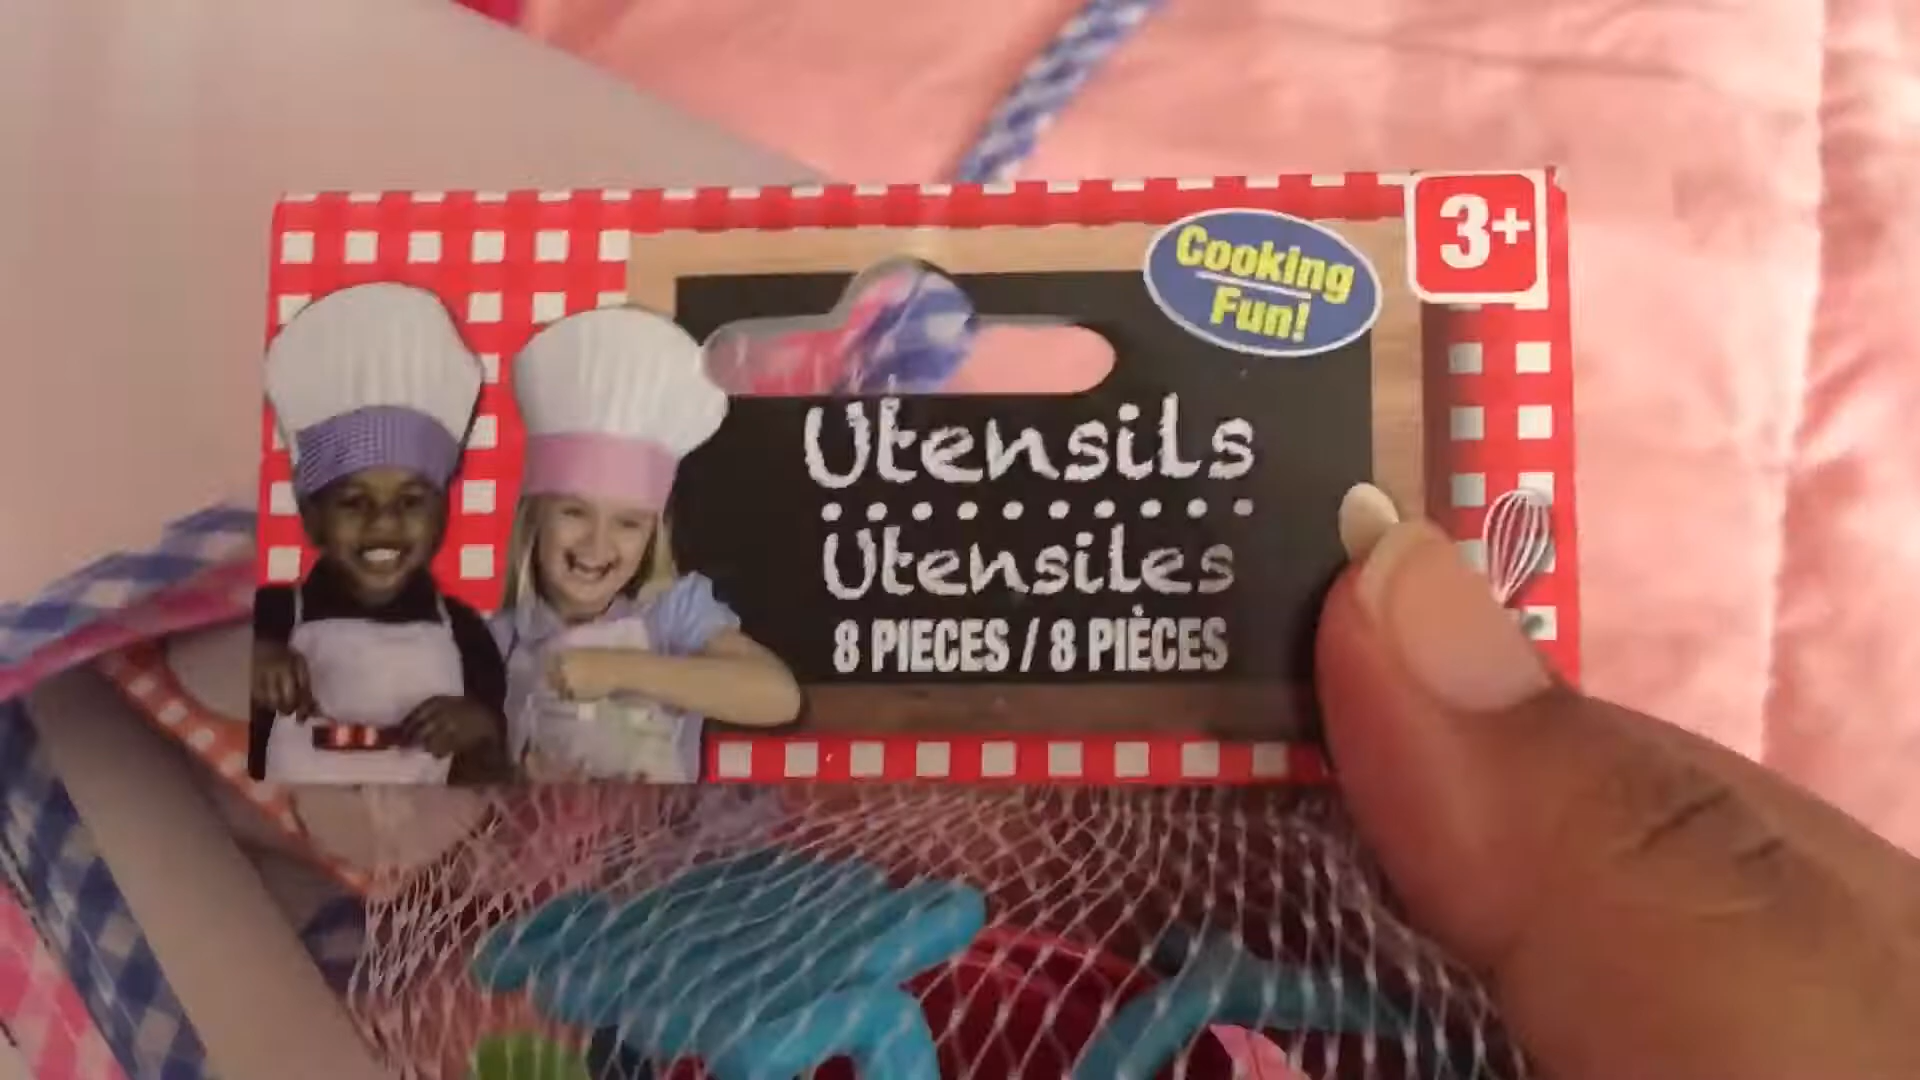 Cooking
Fun!
3+
Utensils
Utensiles
8 PIECES / 8 PIÈCES